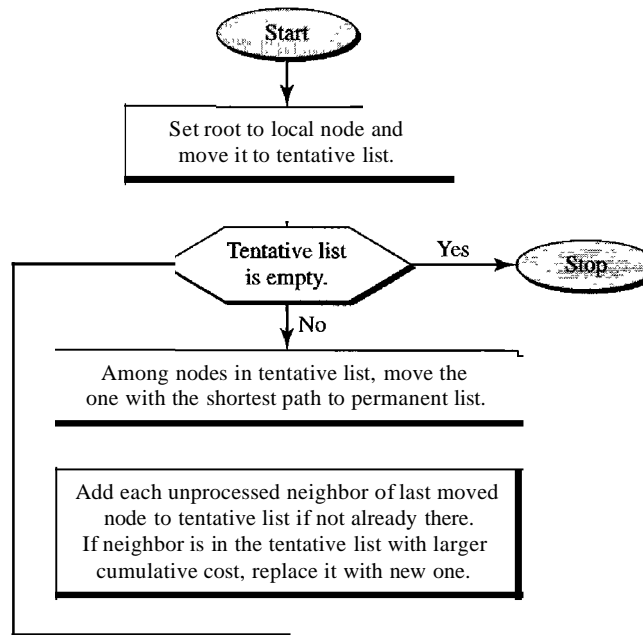 Start
Set root to local node and
move it to tentative list.
Tentative list
is empty.
Yes
Stop
No
Among nodes in tentative list, move the
one with the shortest path to permanent list.
Add each unprocessed neighbor of last moved
node to tentative list if not already there.
If neighbor is in the tentative list with larger
cumulative cost, replace it with new one.